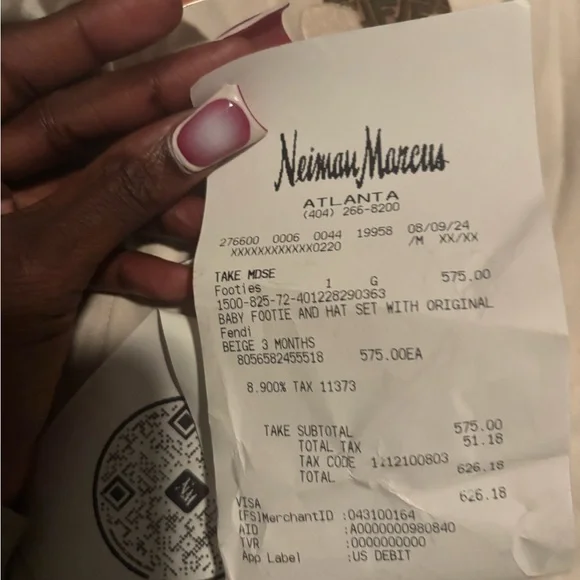 Neiman Marcus
ATLANTA
(404) 266-8200
276600 0006 0044 19958 08/09/24
XXXXXXXXXXXX0220 /M XX/XX
TAKE MDSE
Footies 1 G 575.00
1500-825-72-401228290363
BABY FOOTIE AND HAT SET WITH ORIGINAL
Fendi
BEIGE 3 MONTHS
8056582455518 575.00EA
8.900% TAX 11373
TAKE SUBTOTAL 575.00
TOTAL TAX 51.18
TAX CODE 1212100803
TOTAL 626.18
VISA 626.18
[FS]MerchantID :043100164
AID :A0000000980840
TVR :0000000000
App Label :US DEBIT
NM